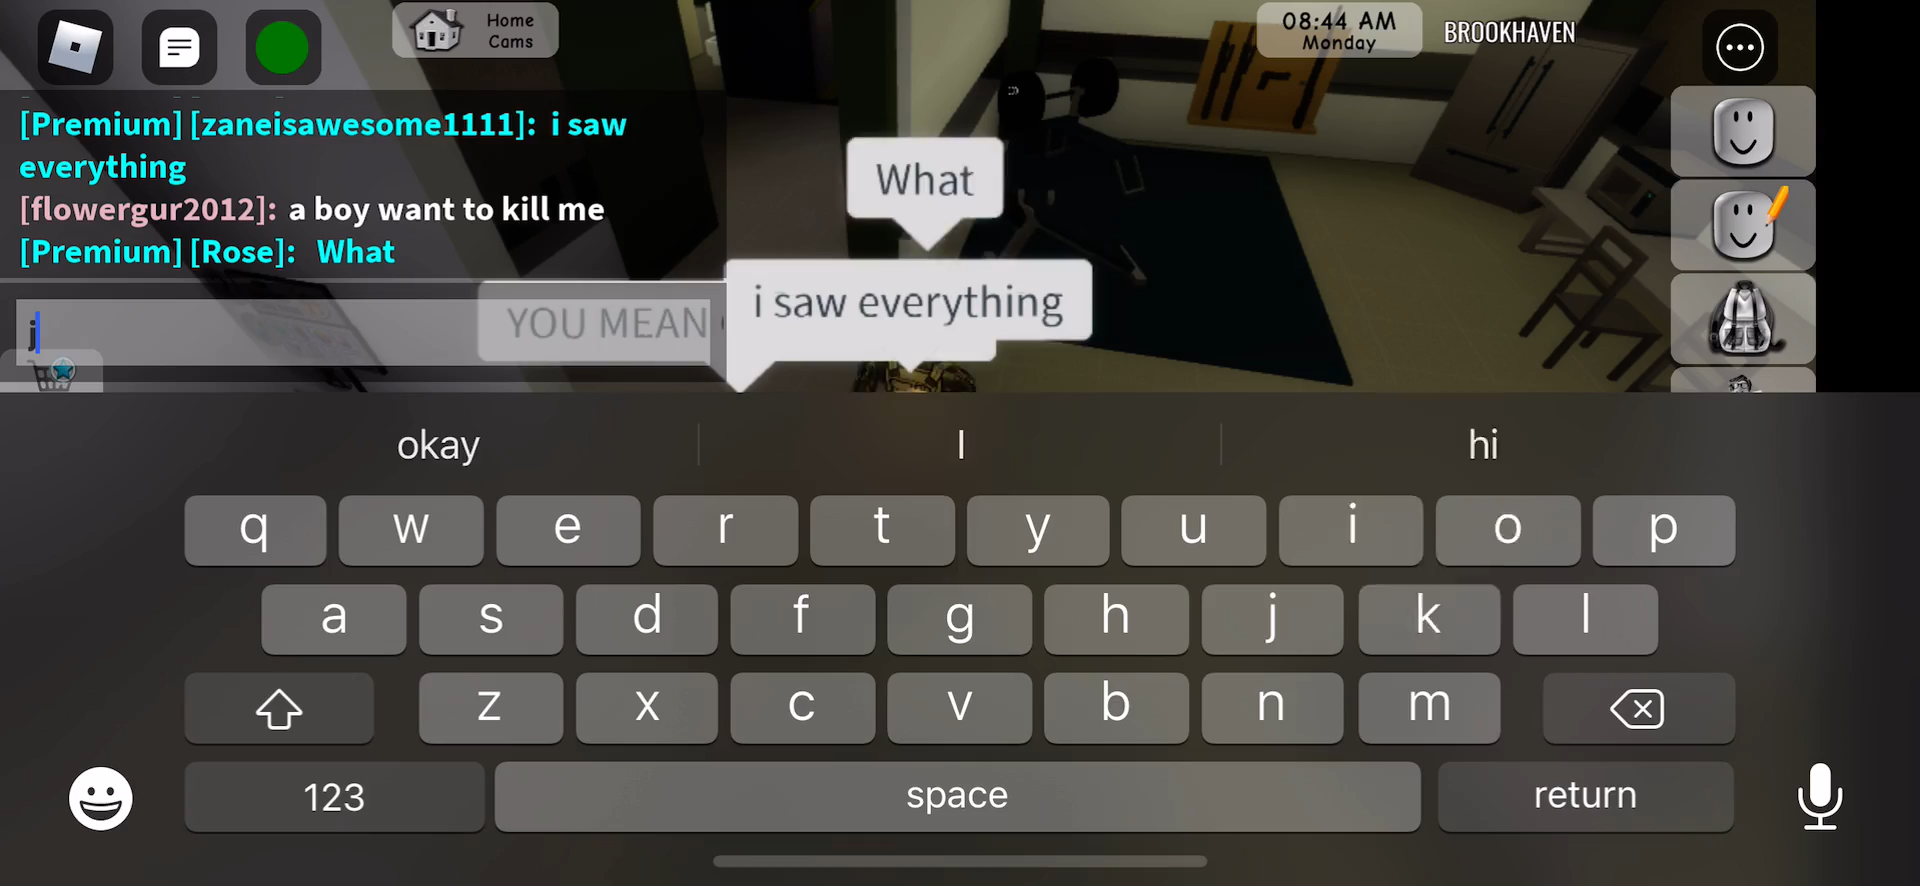 Home
Cams
08:44 AM
Monday
BROOKHAVEN
[Premium] [zaneisawesome1111]: i saw
everything
[flowergur2012]: a boy want to kill me
[Premium] [Rose]: What
What
i saw everything
YOU MEAN
j
okay
I
hi
q w e r t y u i o p
a s d f g h j k l
z x c v b n m
123
space
return